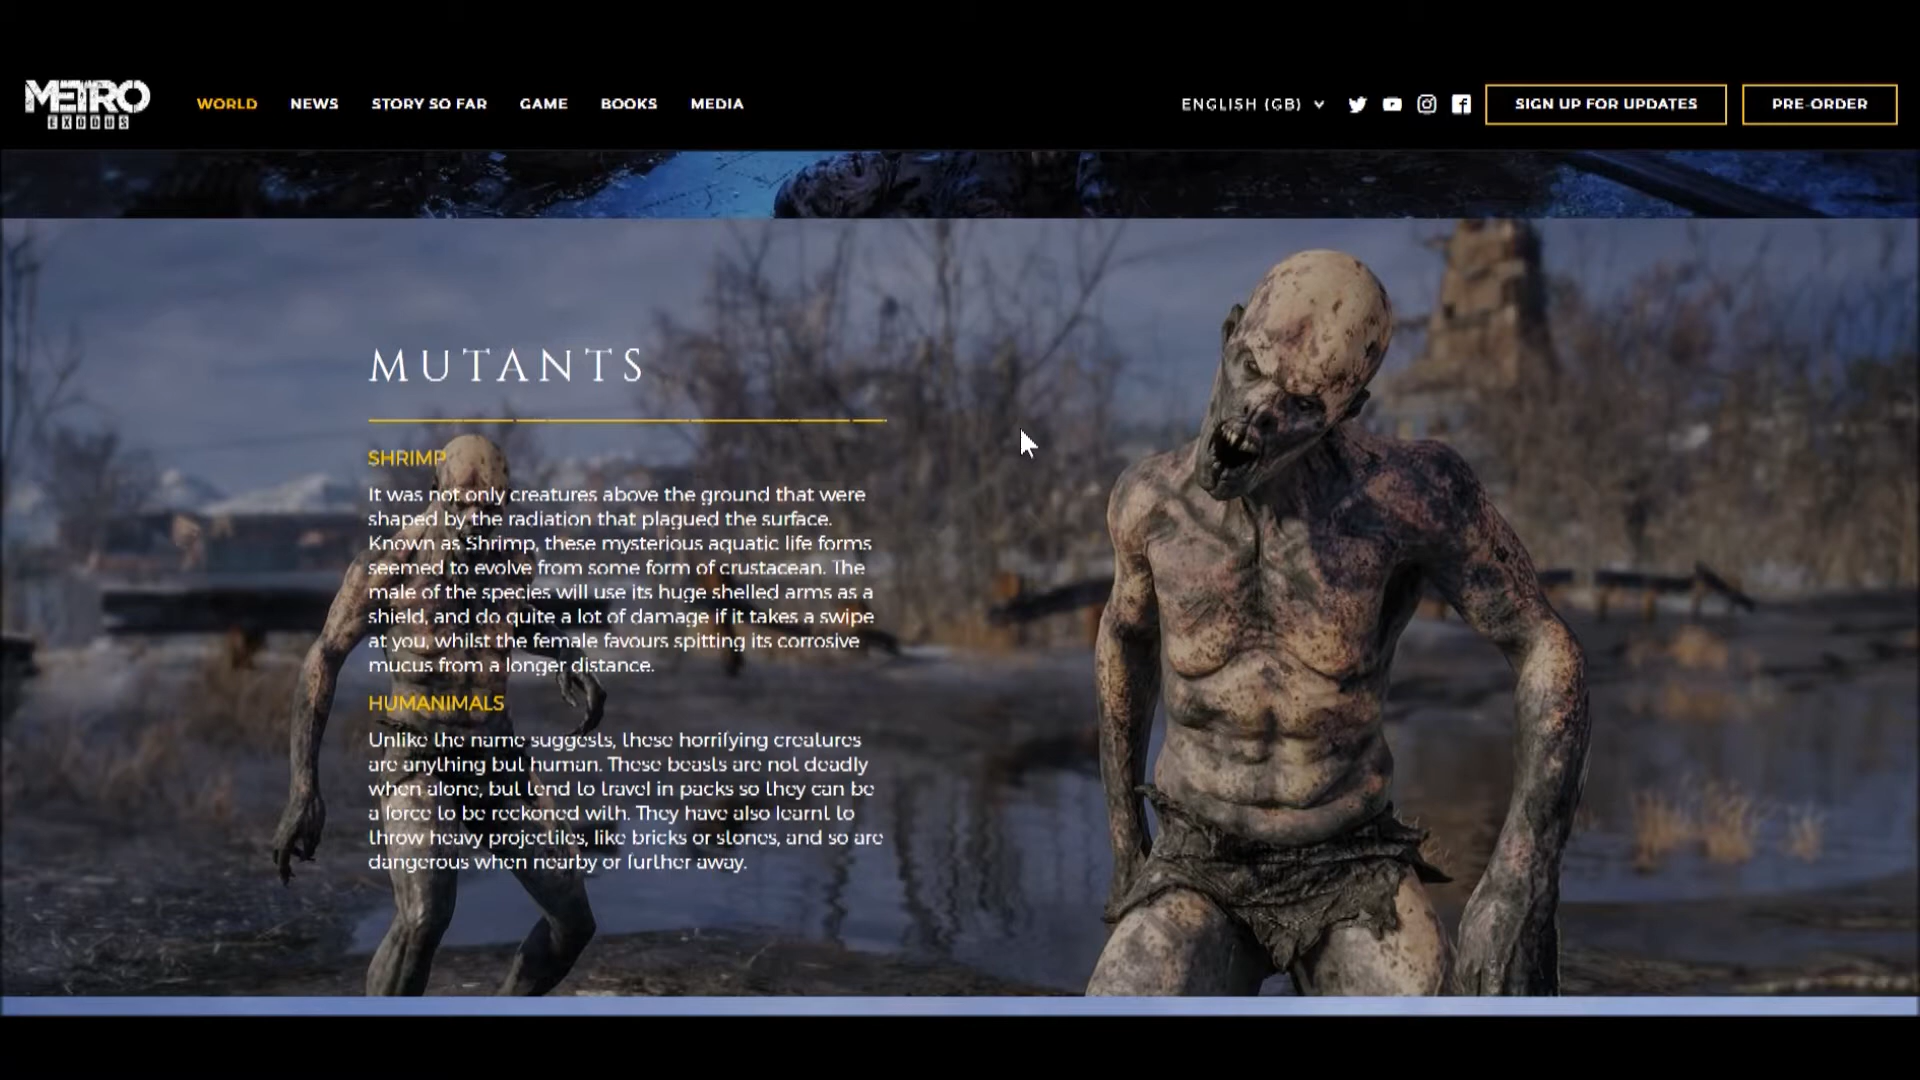 METRO
EXODUS
WORLD NEWS STORY SO FAR GAME BOOKS MEDIA
ENGLISH (GB) SIGN UP FOR UPDATES PRE-ORDER
MUTANTS
SHRIMP
It was not only creatures above the ground that were
shaped by the radiation that plagued the surface.
Known as Shrimp, these mysterious aquatic life forms
seemed to evolve from some form of crustacean. The
male of the species will use its huge shelled arms as a
shield, and do quite a lot of damage if it takes a swipe
at you, whilst the female favours spitting its corrosive
mucus from a longer distance.
HUMANIMALS
Unlike the name suggests, these horrifying creatures
are anything but human. These beasts are not deadly
when alone, but tend to travel in packs so they can be
a force to be reckoned with. They have also learnt to
throw heavy projectiles, like bricks or stones, and so are
dangerous when nearby or further away.